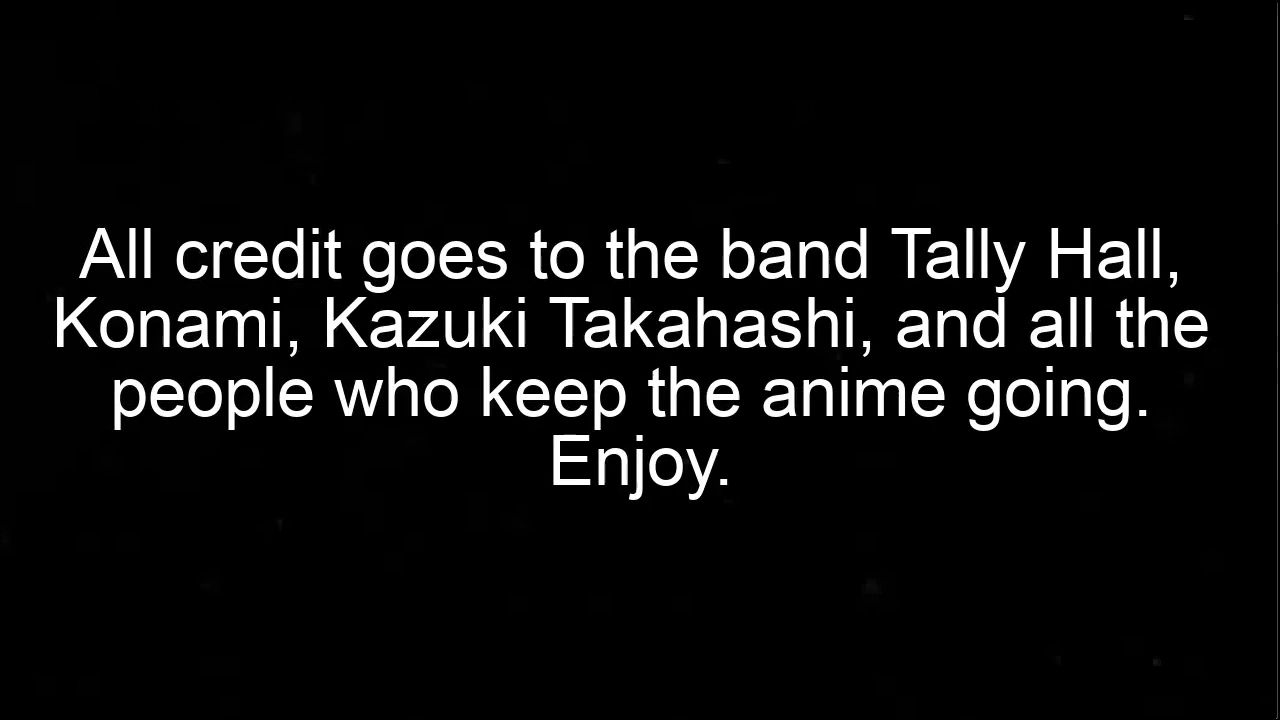 All credit goes to the band Tally Hall,
Konami, Kazuki Takahashi, and all the
people who keep the anime going.
Enjoy.